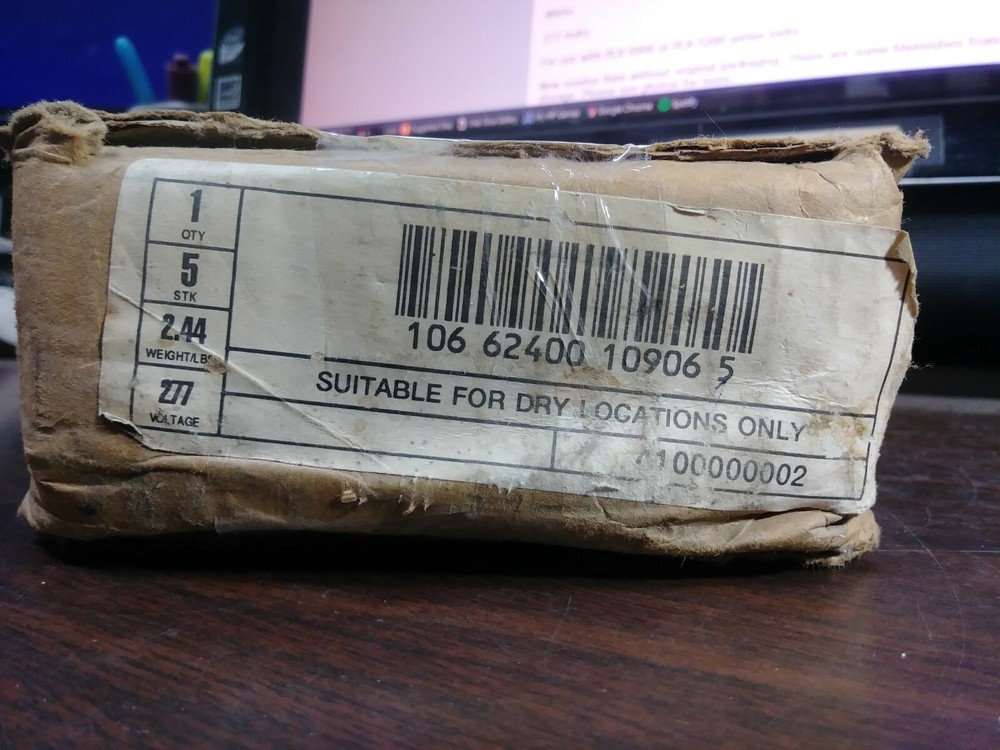 1
QTY
5
STK
2.44
WEIGHT/LBS
277
VOLTAGE
106 62400 10906 5
SUITABLE FOR DRY LOCATIONS ONLY
100000002